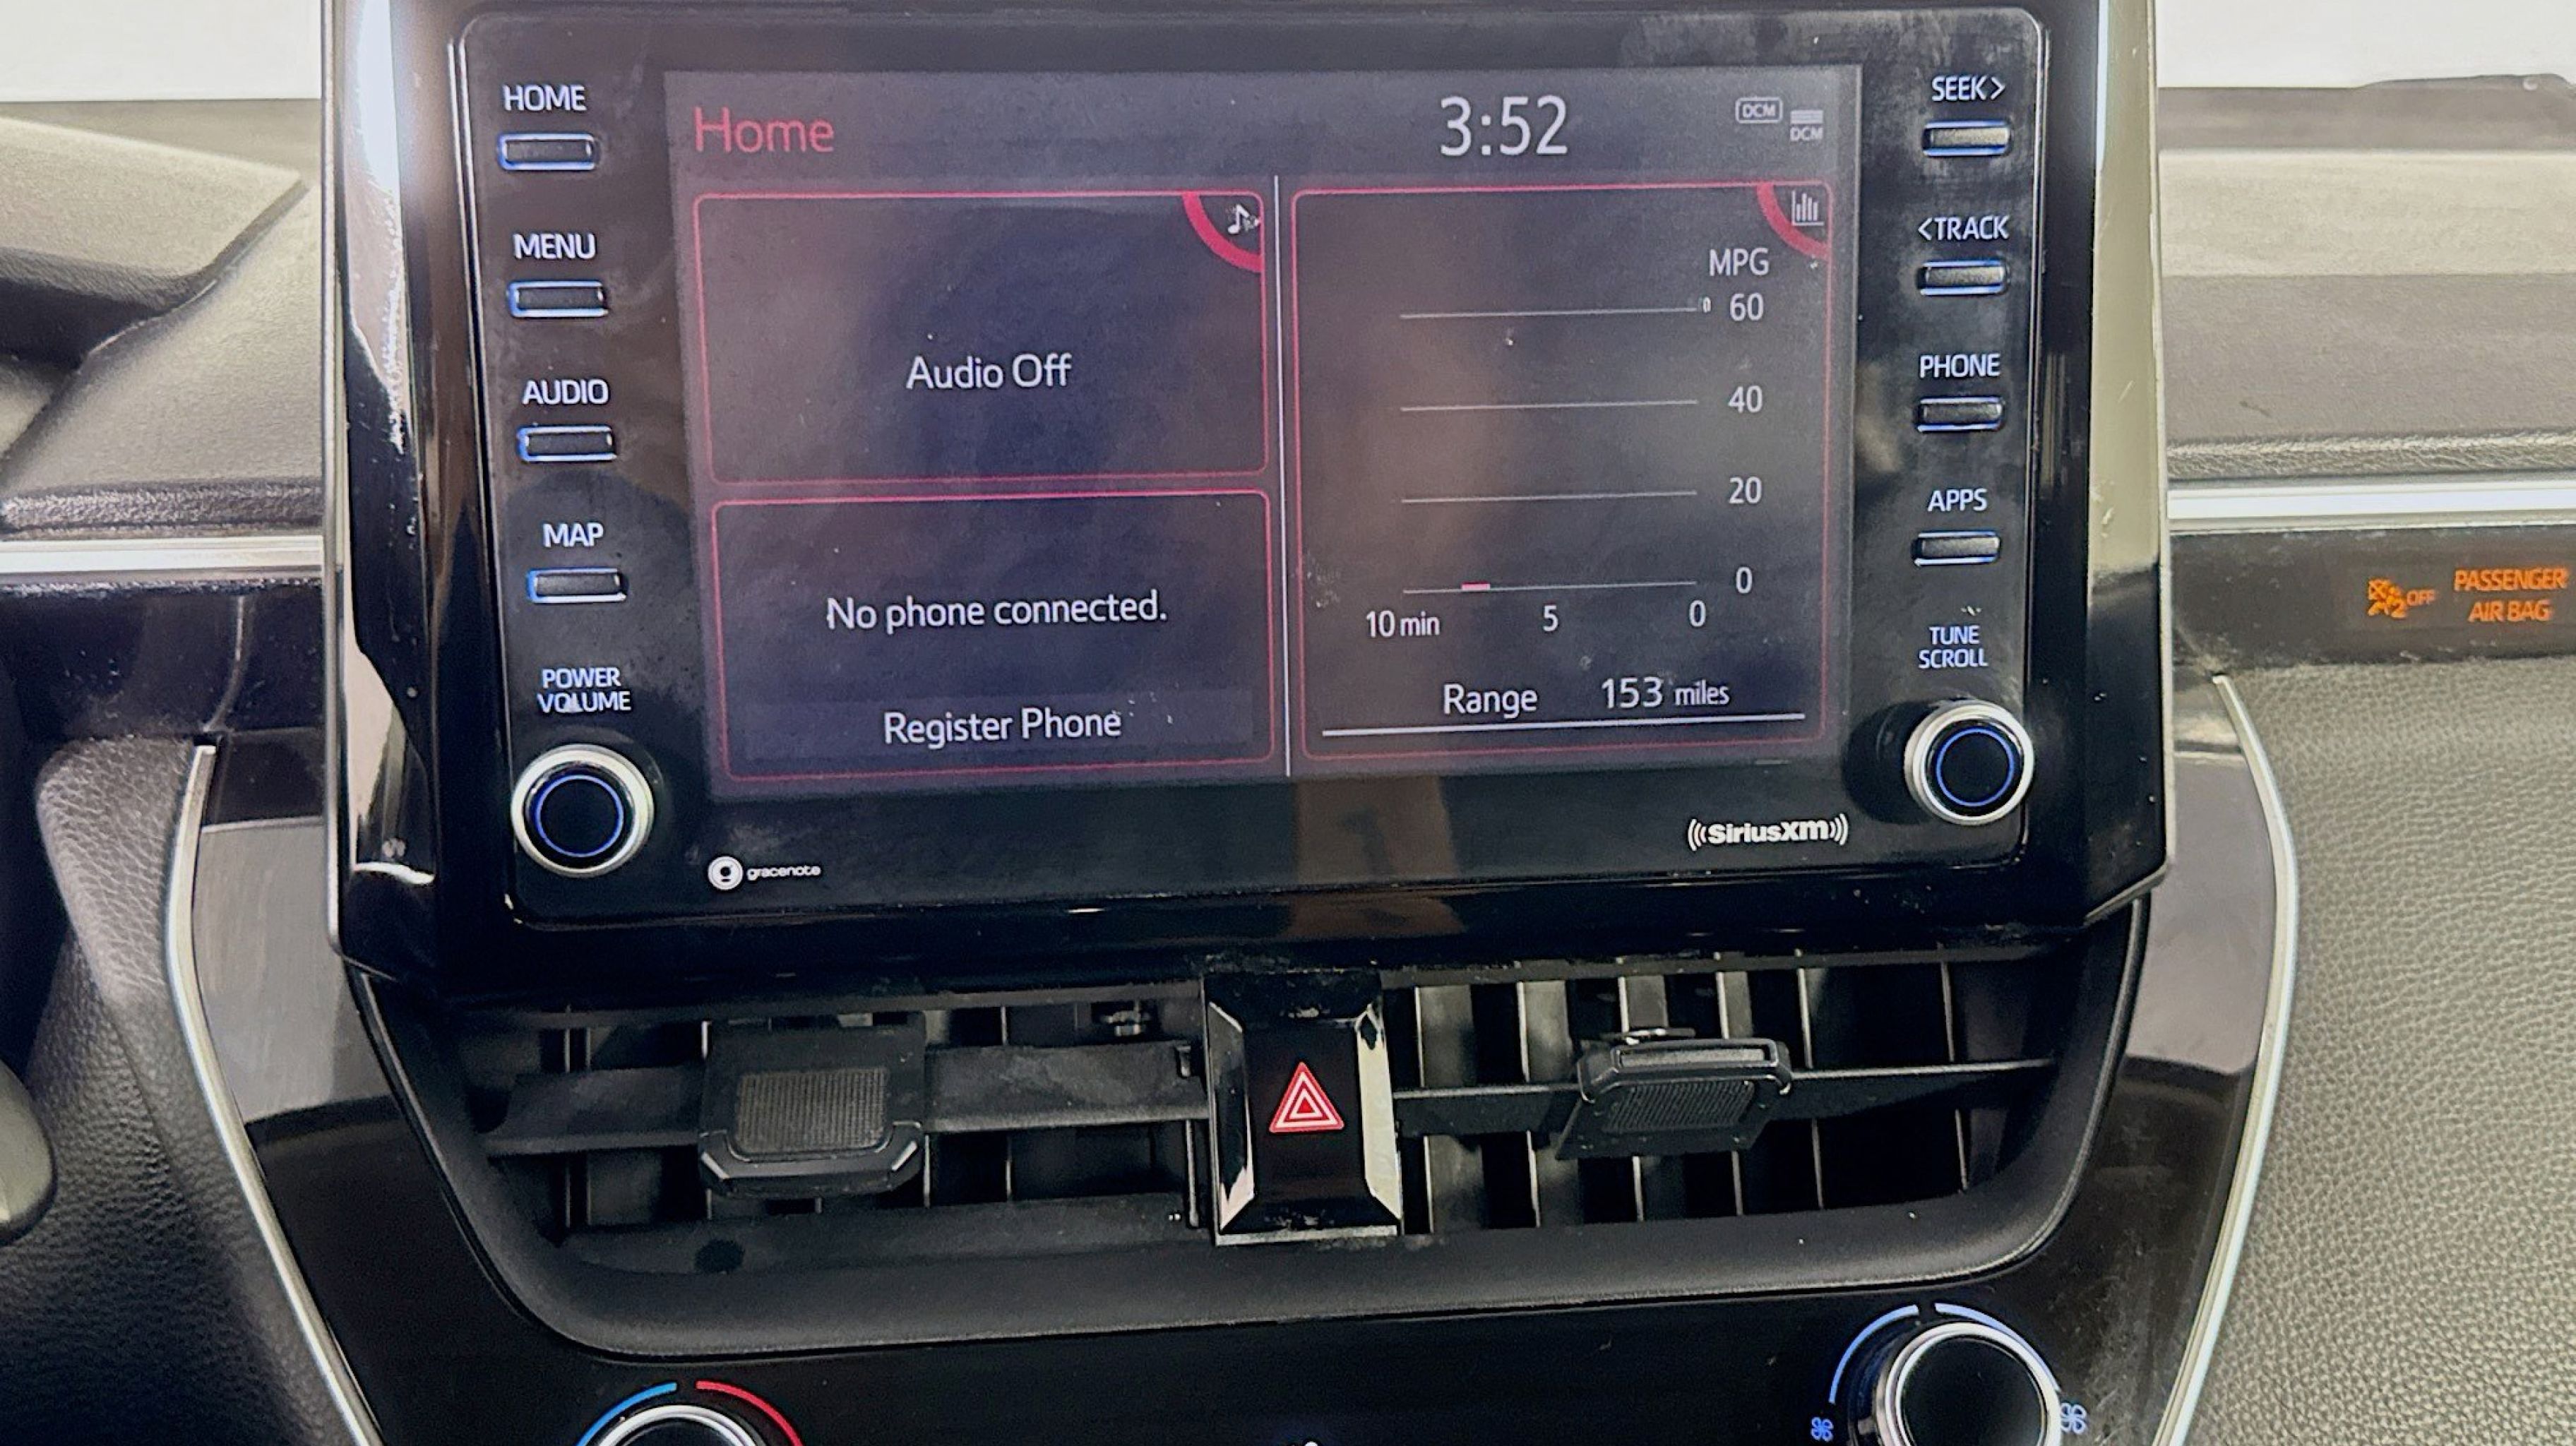 HOME
MENU
AUDIO
MAP
POWER
VOLUME
Home
3:52
DCM
DCM
Audio Off
No phone connected.
Register Phone
MPG
60
40
20
0
10 min 5 0
Range 153 miles
gracenote
((SiriusXM))
SEEK>
<TRACK
PHONE
APPS
TUNE
SCROLL
OFF
PASSENGER
AIR BAG